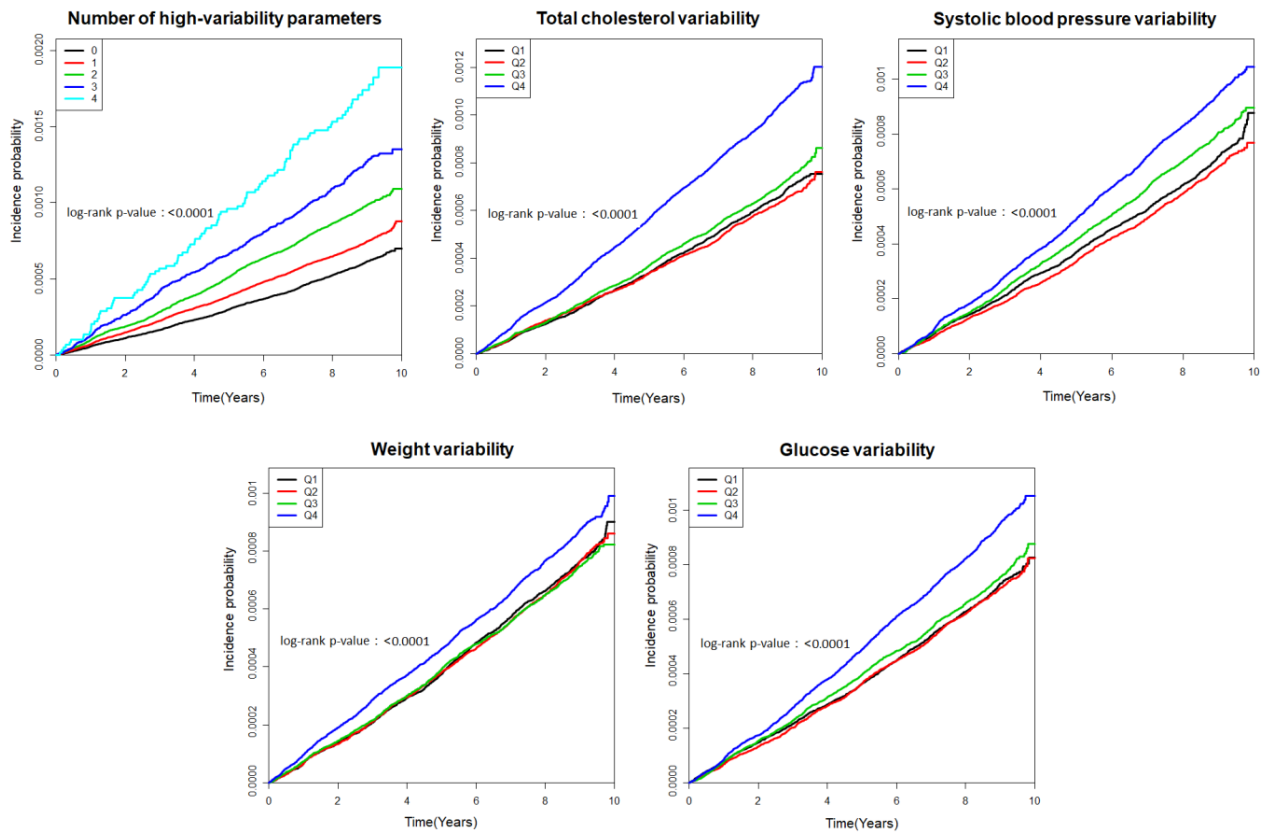 Number of high-variability parameters
0
1
2
3
4
0.0020
0.0015
0.0010
0.0005
0.0000
Incidence probability
log-rank p-value : <0.0001
0 2 4 6 8 10
Time(Years)
Total cholesterol variability
Q1
Q2
Q3
Q4
0.0012
0.0010
0.0008
0.0006
0.0004
0.0002
0.0000
Incidence probability
log-rank p-value : <0.0001
0 2 4 6 8 10
Time(Years)
Systolic blood pressure variability
Q1
Q2
Q3
Q4
0.001
0.0008
0.0006
0.0004
0.0002
0.0000
Incidence probability
log-rank p-value : <0.0001
0 2 4 6 8 10
Time(Years)
Weight variability
Q1
Q2
Q3
Q4
0.001
0.0008
0.0006
0.0004
0.0002
0.0000
Incidence probability
log-rank p-value : <0.0001
0 2 4 6 8 10
Time(Years)
Glucose variability
Q1
Q2
Q3
Q4
0.001
0.0008
0.0006
0.0004
0.0002
0.0000
Incidence probability
log-rank p-value : <0.0001
0 2 4 6 8 10
Time(Years)